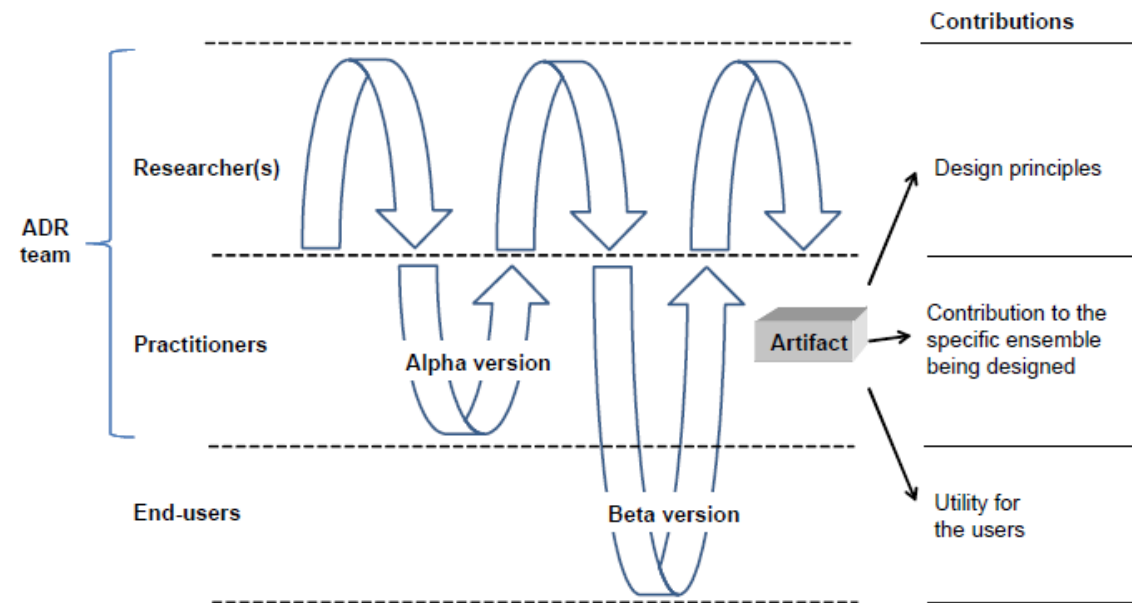 Contributions
Researcher(s)
Design principles
ADR
team
Practitioners
Alpha version
Artifact
Contribution to the
specific ensemble
being designed
End-users
Beta version
Utility for
the users